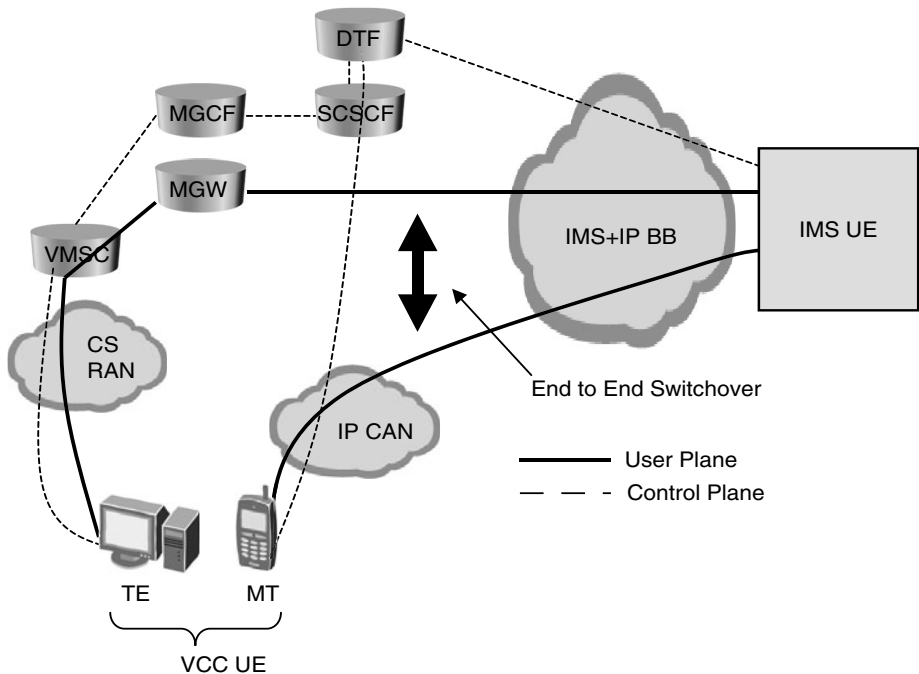 DTF
MGCF
SCSCF
MGW
VMSC
IMS+IP BB
IMS UE
CS
RAN
End to End Switchover
IP CAN
User Plane
Control Plane
TE
MT
VCC UE